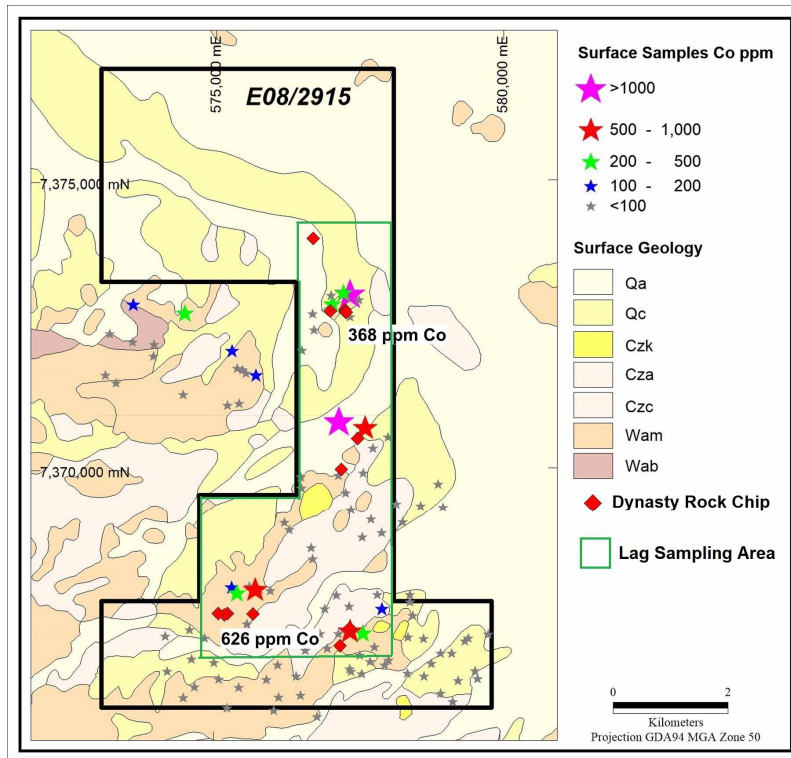 575,000 mE
580,000 mE
E08/2915
7,375,000 mN
368 ppm Co
7,370,000 mN
626 ppm Co
Surface Samples Co ppm
>1000
500 - 1,000
200 - 500
100 - 200
<100
Surface Geology
Qa
Qc
Czk
Cza
Czc
Wam
Wab
Dynasty Rock Chip
Lag Sampling Area
0 2
Kilometers
Projection GDA94 MGA Zone 50